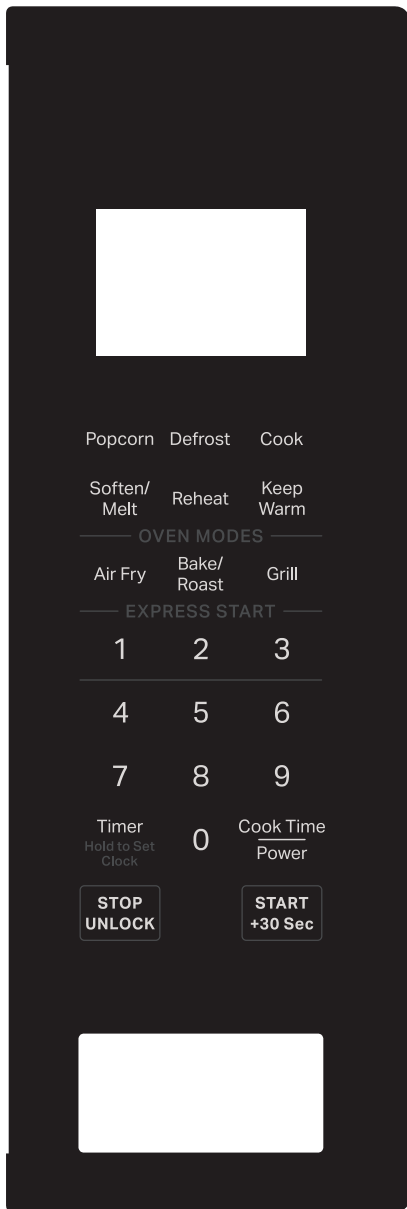 Popcorn Defrost Cook
Soften/ Melt Reheat Keep Warm
OVEN MODES
Air Fry Bake/ Roast Grill
EXPRESS START
1 2 3
4 5 6
7 8 9
Timer
Hold to Set
Clock
0
Cook Time
Power
STOP
UNLOCK
START
+30 Sec